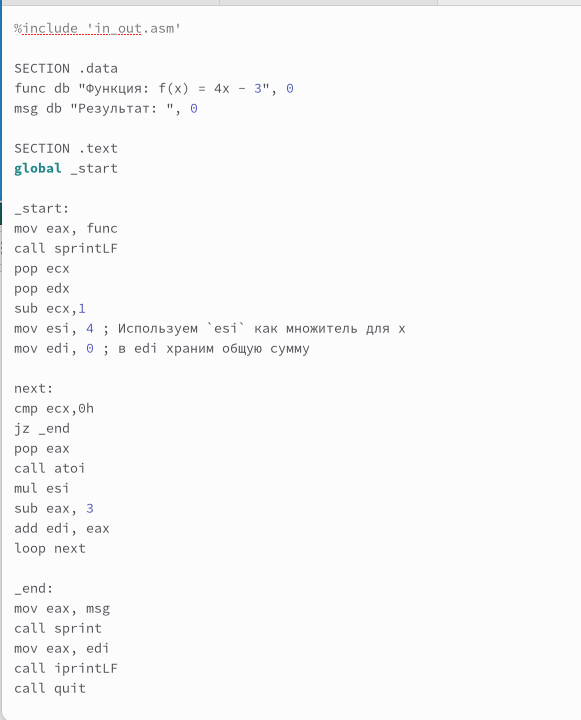 %include 'in_out.asm'
SECTION .data
func db "Функция: f(x) = 4x - 3", 0
msg db "Результат: ", 0
SECTION .text
global _start
_start:
mov eax, func
call sprintLF
pop ecx
pop edx
sub ecx,1
mov esi, 4 ; Используем `esi` как множитель для x
mov edi, 0 ; в edi храним общую сумму
next:
cmp ecx,0h
jz _end
pop eax
call atoi
mul esi
sub eax, 3
add edi, eax
loop next
_end:
mov eax, msg
call sprint
mov eax, edi
call iprintLF
call quit